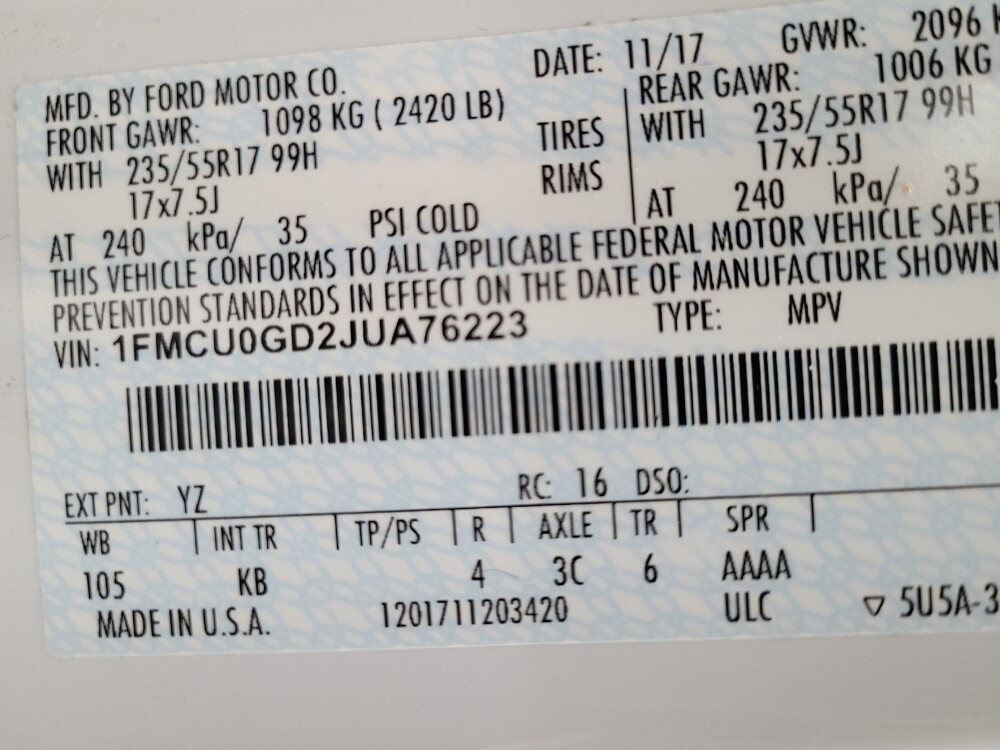 MFD. BY FORD MOTOR CO. DATE: 11/17 GVWR: 2096
FRONT GAWR: 1098 KG ( 2420 LB) REAR GAWR: 1006 KG
WITH 235/55R17 99H TIRES WITH 235/55R17 99H
17x7.5J RIMS 17x7.5J
AT 240 kPa/ 35 PSI COLD AT 240 kPa/ 35
THIS VEHICLE CONFORMS TO ALL APPLICABLE FEDERAL MOTOR VEHICLE SAFET
PREVENTION STANDARDS IN EFFECT ON THE DATE OF MANUFACTURE SHOWN
VIN: 1FMCU0GD2JUA76223 TYPE: MPV
EXT PNT: YZ RC: 16 DSO:
WB INT TR TP/PS R AXLE TR SPR
105 KB 4 3C 6 AAAA
MADE IN U.S.A. 1201711203420 ULC ▽ 5U5A-3